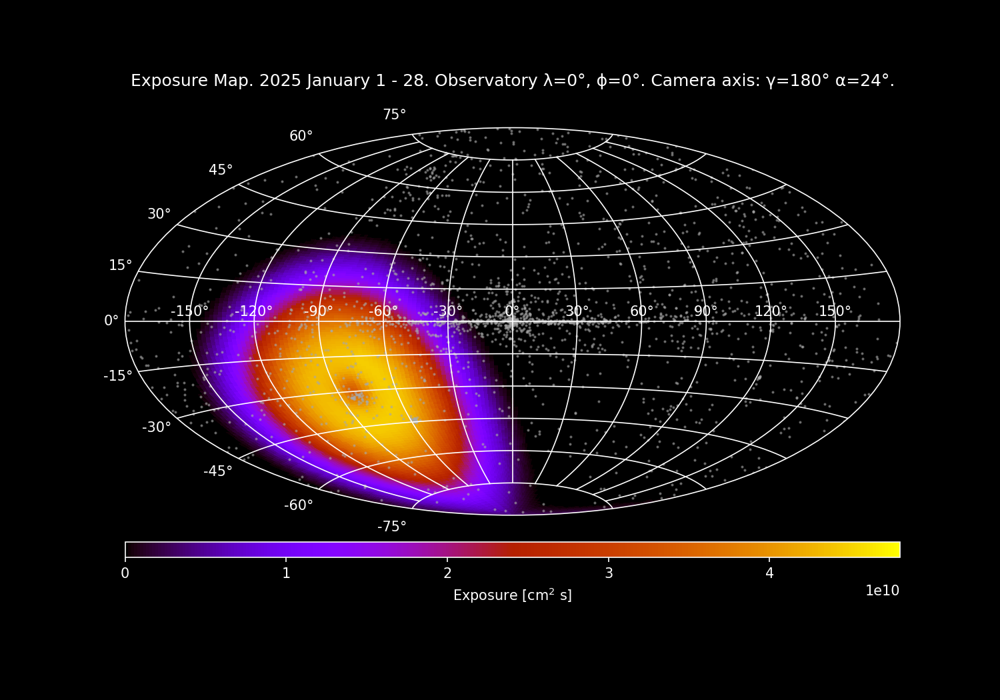 Exposure Map. 2025 January 1 - 28. Observatory λ=0°, ϕ=0°. Camera axis: γ=180° α=24°.
75°
60°
45°
30°
15°
-150° -120° -90° -60° -30° 0° 30° 60° 90° 120° 150°
0°
-15°
-30°
-45°
-60°
-75°
0 1 2 3 4
1e10
Exposure [cm² s]